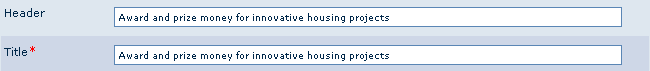 Header Award and prize money for innovative housing projects
Title* Award and prize money for innovative housing projects